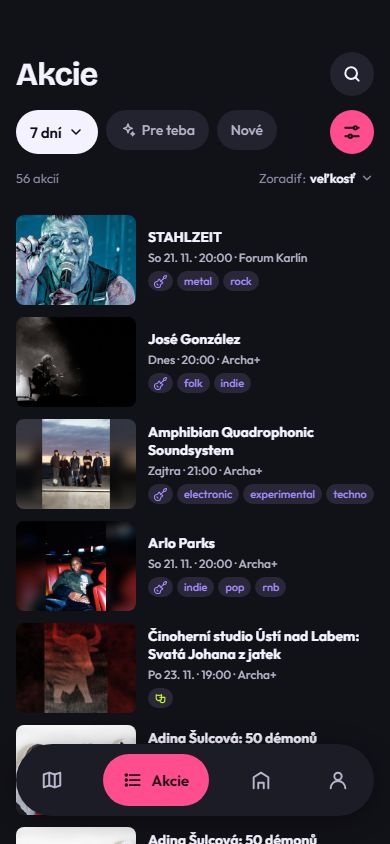 Akcie
7 dní
Pre teba
Nové
56 akcií
Zoradiť: veľkosť
STAHLZEIT
So 21. 11. · 20:00 · Forum Karlín
metal rock
José González
Dnes · 20:00 · Archa+
folk indie
Amphibian Quadrophonic
Soundsystem
Zajtra · 21:00 · Archa+
electronic experimental techno
Arlo Parks
So 21. 11. · 20:00 · Archa+
indie pop rnb
Činoherní studio Ústí nad Labem:
Svatá Johana z jatek
Po 23. 11. · 19:00 · Archa+
Adina Šulcová: 50 démonů
Akcie
Adina Šulcová: 50 démonů